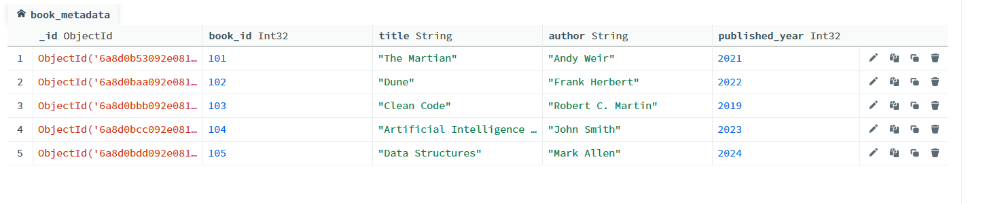 book_metadata
_id ObjectId book_id Int32 title String author String published_year Int32
1 ObjectId('6a8d0b53092e081… 101 "The Martian" "Andy Weir" 2021
2 ObjectId('6a8d0baa092e081… 102 "Dune" "Frank Herbert" 2022
3 ObjectId('6a8d0bbb092e081… 103 "Clean Code" "Robert C. Martin" 2019
4 ObjectId('6a8d0bcc092e081… 104 "Artificial Intelligence … "John Smith" 2023
5 ObjectId('6a8d0bdd092e081… 105 "Data Structures" "Mark Allen" 2024